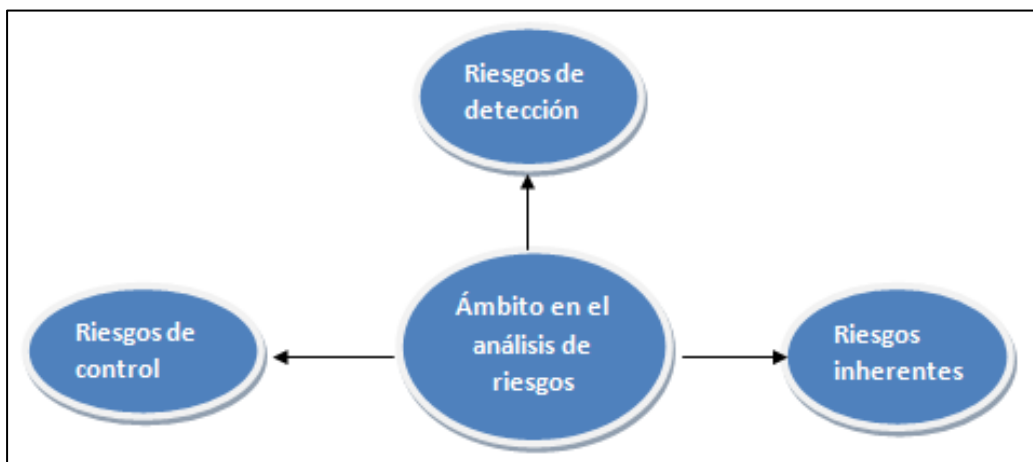 Riesgos de
detección
Ámbito en el
análisis de
riesgos
Riesgos de
control
Riesgos
inherentes